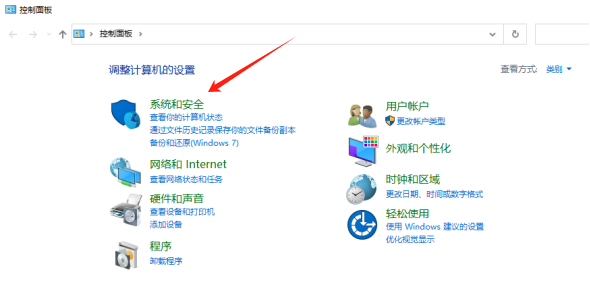 控制面板
控制面板
调整计算机的设置
查看方式: 类别
系统和安全
查看你的计算机状态
通过文件历史记录保存你的文件备份副本
备份和还原(Windows 7)
网络和 Internet
查看网络状态和任务
硬件和声音
查看设备和打印机
添加设备
程序
卸载程序
用户帐户
更改帐户类型
外观和个性化
时钟和区域
更改日期、时间或数字格式
轻松使用
使用 Windows 建议的设置
优化视觉显示